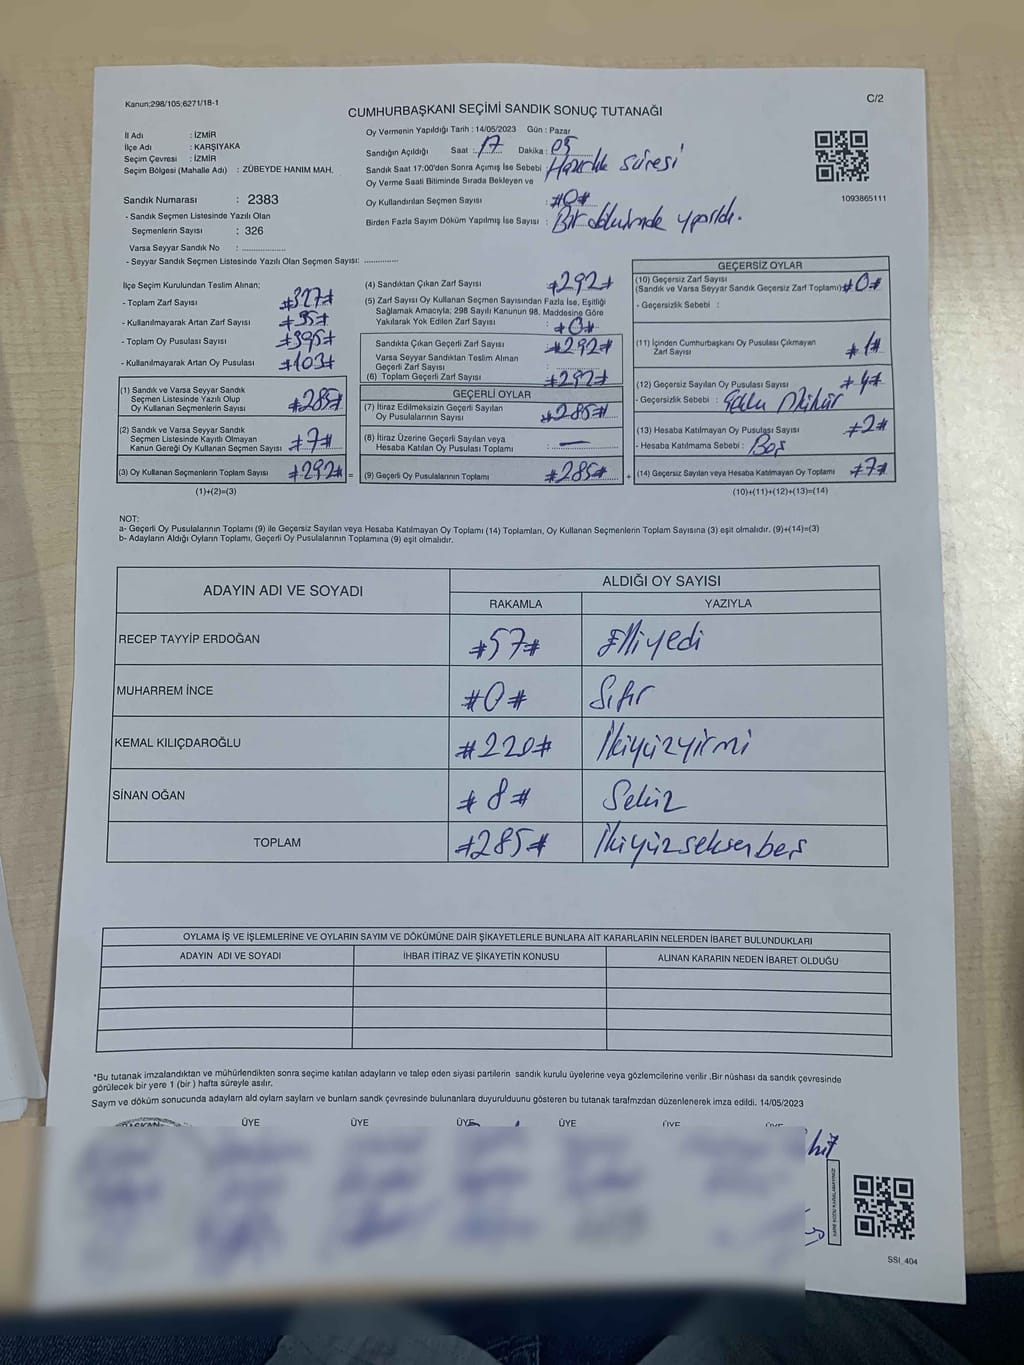 Kanun;298/105;6271/18-1
C/2
CUMHURBAŞKANI SEÇİMİ SANDIK SONUÇ TUTANAĞI
İl Adı : İZMİR
İlçe Adı : KARŞIYAKA
Seçim Çevresi : İZMİR
Seçim Bölgesi (Mahalle Adı) : ZÜBEYDE HANIM MAH.
Sandık Numarası : 2383
- Sandık Seçmen Listesinde Yazılı Olan
Seçmenlerin Sayısı : 326
Varsa Seyyar Sandık No : ..................
- Seyyar Sandık Seçmen Listesinde Yazılı Olan Seçmen Sayısı: ..............
Oy Vermenin Yapıldığı Tarih : 14/05/2023 Gün : Pazar
Sandığın Açıldığı Saat : 17 Dakika : 05
Sandık Saat 17:00'den Sonra Açımış İse Sebebi : Hazırlık süresi
Oy Verme Saati Bitiminde Sırada Bekleyen ve
Oy Kullandırılan Seçmen Sayısı : #0#
Birden Fazla Sayım Döküm Yapılmış İse Sayısı : Bir yapıldı.
1093865111
İlçe Seçim Kurulundan Teslim Alınan;
- Toplam Zarf Sayısı : #327#
- Kullanılmayarak Artan Zarf Sayısı : #35#
- Toplam Oy Pusulası Sayısı : #395#
- Kullanılmayarak Artan Oy Pusulası : #103#
(1) Sandık ve Varsa Seyyar Sandık
Seçmen Listesinde Yazılı Olup
Oy Kullanan Seçmenlerin Sayısı : #285#
(2) Sandık ve Varsa Seyyar Sandık
Seçmen Listesinde Kayıtlı Olmayan
Kanun Gereği Oy Kullanan Seçmen Sayısı : #7#
(3) Oy Kullanan Seçmenlerin Toplam Sayısı #292# =
(1)+(2)=(3)
(4) Sandıktan Çıkan Zarf Sayısı : #292#
(5) Zarf Sayısı Oy Kullanan Seçmen Sayısından Fazla İse, Eşitliği
Sağlamak Amacıyla; 298 Sayılı Kanunun 98. Maddesine Göre
Yakılarak Yok Edilen Zarf Sayısı : #0#
Sandıkta Çıkan Geçerli Zarf Sayısı : #292#
Varsa Seyyar Sandıktan Teslim Alınan
Geçerli Zarf Sayısı :
(6) Toplam Geçerli Zarf Sayısı : #292#
GEÇERLİ OYLAR
(7) İtiraz Edilmeksizin Geçerli Sayılan
Oy Pusulalarının Sayısı : #285#
(8) İtiraz Üzerine Geçerli Sayılan veya
Hesaba Katılan Oy Pusulası Toplamı : —
(9) Geçerli Oy Pusulalarının Toplamı : #285# +
GEÇERSİZ OYLAR
(10) Geçersiz Zarf Sayısı
(Sandık ve Varsa Seyyar Sandık Geçersiz Zarf Toplamı) #0#
- Geçersizlik Sebebi :
(11) İçinden Cumhurbaşkanı Oy Pusulası Çıkmayan
Zarf Sayısı #1#
(12) Geçersiz Sayılan Oy Pusulası Sayısı #4#
- Geçersizlik Sebebi :
(13) Hesaba Katılmayan Oy Pusulası Sayısı #2#
- Hesaba Katılmama Sebebi : Boş
(14) Geçersiz Sayılan veya Hesaba Katılmayan Oy Toplamı #7#
(10)+(11)+(12)+(13)=(14)
NOT:
a- Geçerli Oy Pusulalarının Toplamı (9) ile Geçersiz Sayılan veya Hesaba Katılmayan Oy Toplamı (14) Toplamları, Oy Kullanan Seçmenlerin Toplam Sayısına (3) eşit olmalıdır. (9)+(14)=(3)
b- Adayların Aldığı Oyların Toplamı, Geçerli Oy Pusulalarının Toplamına (9) eşit olmalıdır.
ADAYIN ADI VE SOYADI ALDIĞI OY SAYISI
RAKAMLA YAZIYLA
RECEP TAYYİP ERDOĞAN #57# Elliyedi
MUHARREM İNCE #0# Sıfır
KEMAL KILIÇDAROĞLU #220# İkiyüzyirmi
SİNAN OĞAN #8# Sekiz
TOPLAM #285# İkiyüzseksenbeş
OYLAMA İŞ VE İŞLEMLERİNE VE OYLARIN SAYIM VE DÖKÜMÜNE DAİR ŞİKAYETLERLE BUNLARA AİT KARARLARIN NELERDEN İBARET BULUNDUKLARI
ADAYIN ADI VE SOYADI İHBAR İTİRAZ VE ŞİKAYETİN KONUSU ALINAN KARARIN NEDEN İBARET OLDUĞU
*Bu tutanak imzalandıktan ve mühürlendikten sonra seçime katılan adayların ve talep eden siyasi partilerin sandık kurulu üyelerine veya gözlemcilerine verilir .Bir nüshası da sandık çevresinde
görülecek bir yere 1 (bir ) hafta süreyle asılır.
Saym ve döküm sonucunda adaylarn ald oylarn saylarn ve bunlarn sandk çevresinde bulunanlara duyurulduunu gösteren bu tutanak tarafmzdan düzenlenerek imza edildi. 14/05/2023
BAŞKAN ÜYE ÜYE ÜYE ÜYE ÜYE ÜYE
SSI_404